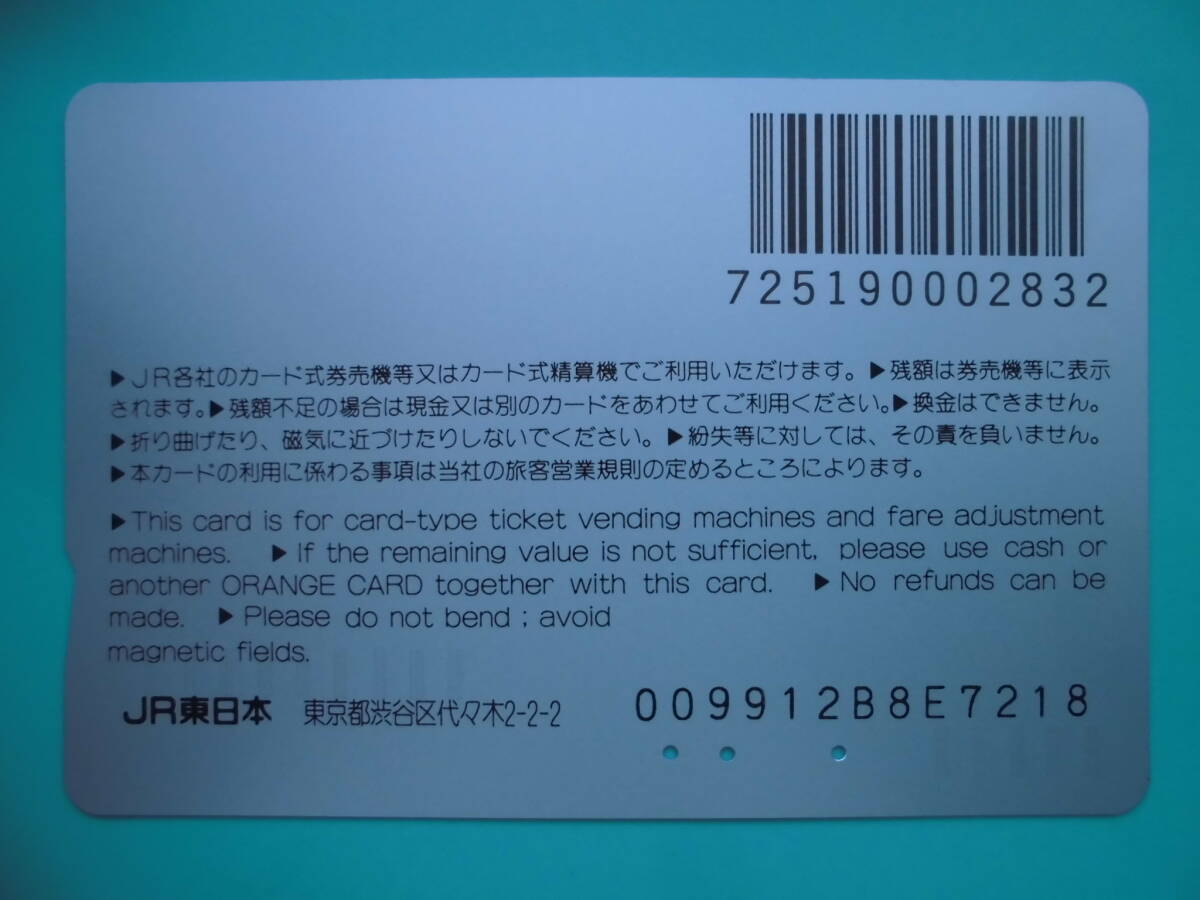 725190002832
▶JR各社のカード式券売機等又はカード式精算機でご利用いただけます。▶残額は券売機等に表示
されます。▶残額不足の場合は現金又は別のカードをあわせてご利用ください。▶換金はできません。
▶折り曲げたり、磁気に近づけたりしないでください。▶紛失等に対しては、その責を負いません。
▶本カードの利用に係わる事項は当社の旅客営業規則の定めるところによります。
▶This card is for card-type ticket vending machines and fare adjustment
machines. ▶If the remaining value is not sufficient, please use cash or
another ORANGE CARD together with this card. ▶No refunds can be
made. ▶Please do not bend ; avoid
magnetic fields.
JR東日本 東京都渋谷区代々木2-2-2 009912B8E7218